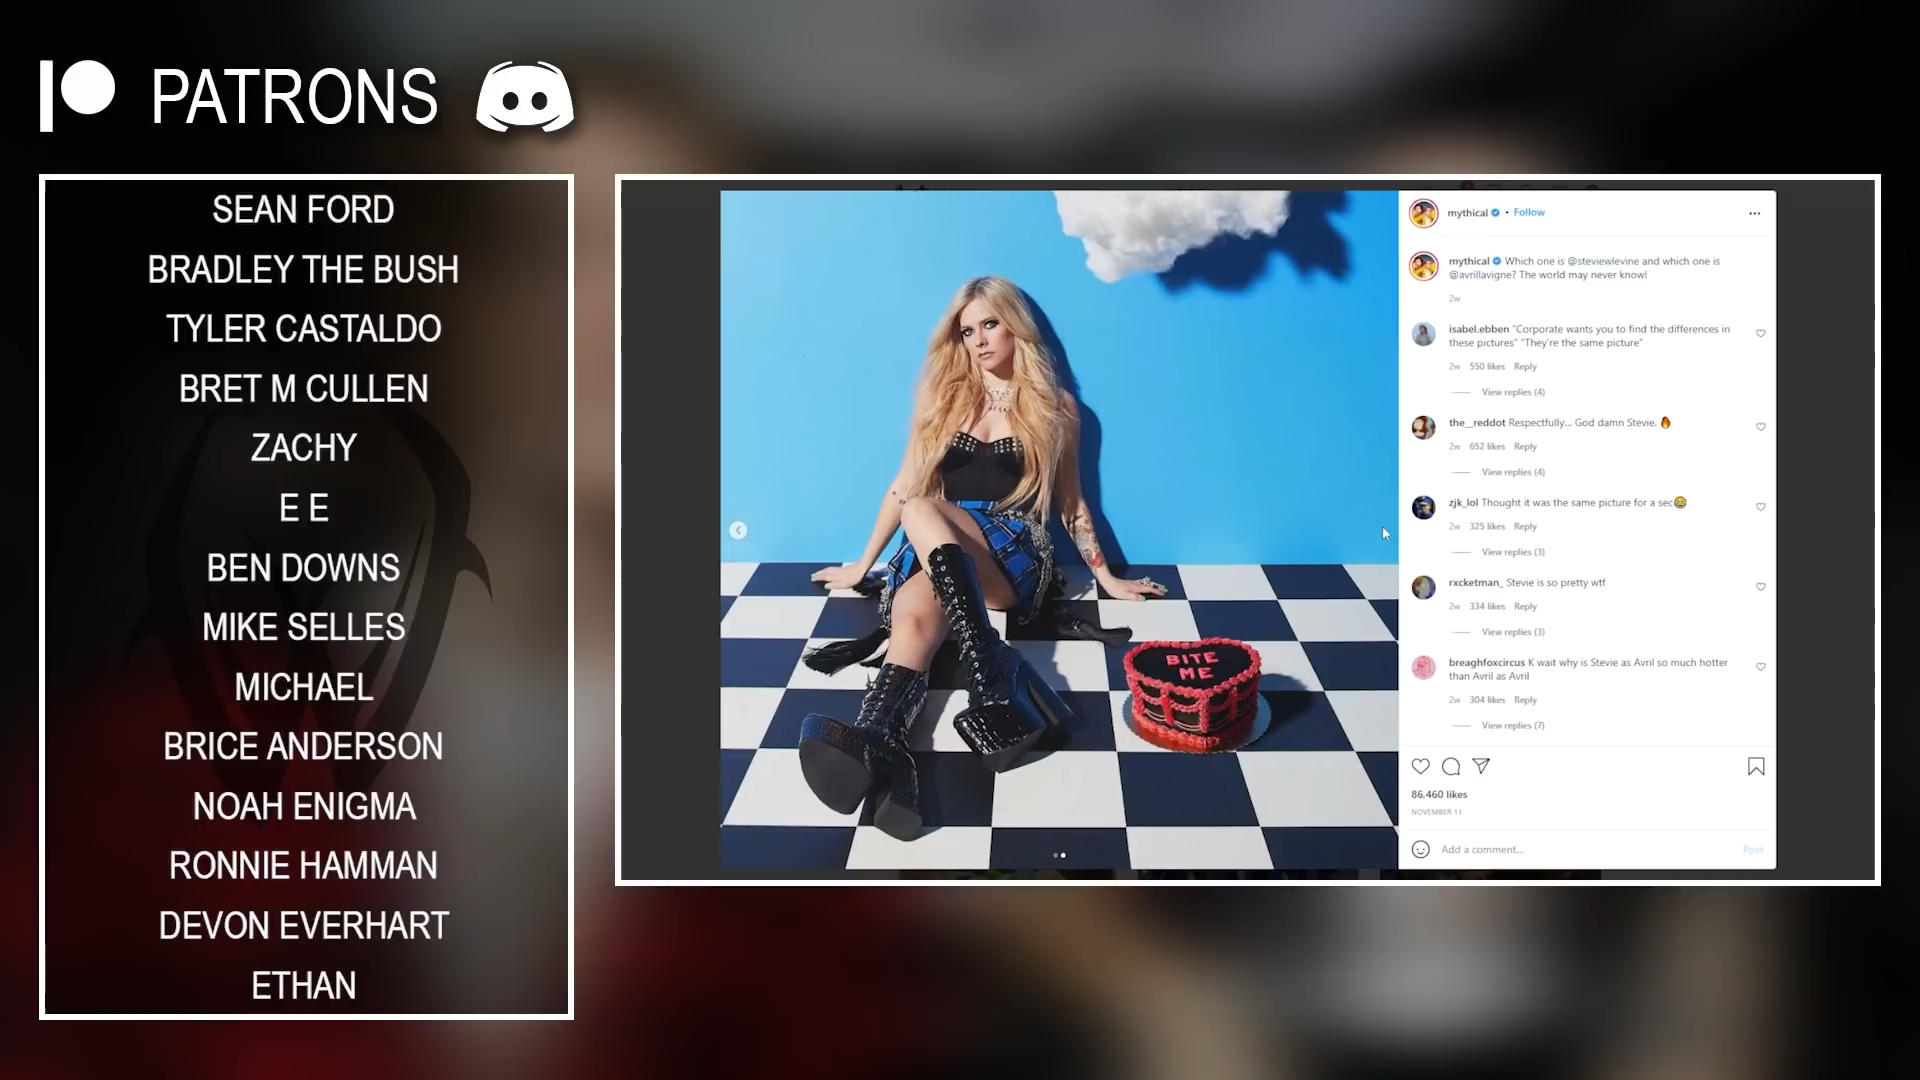 PATRONS
SEAN FORD
BRADLEY THE BUSH
TYLER CASTALDO
BRET M CULLEN
ZACHY
E E
BEN DOWNS
MIKE SELLES
MICHAEL
BRICE ANDERSON
NOAH ENIGMA
RONNIE HAMMAN
DEVON EVERHART
ETHAN
BITE
ME
mythical • Follow
mythical Which one is @steviewlevine and which one is
@avrillavigne? The world may never know!
2w
isabel.ebben "Corporate wants you to find the differences in
these pictures" "They're the same picture"
2w 550 likes Reply
View replies (4)
the__reddot Respectfully... God damn Stevie. 🔥
2w 652 likes Reply
View replies (4)
zjk_lol Thought it was the same picture for a sec😂
2w 325 likes Reply
View replies (3)
rxcketman_ Stevie is so pretty wtf
2w 334 likes Reply
View replies (3)
breaghfoxcircus K wait why is Stevie as Avril so much hotter
than Avril as Avril
2w 304 likes Reply
View replies (7)
86,460 likes
NOVEMBER 11
Add a comment...
Post